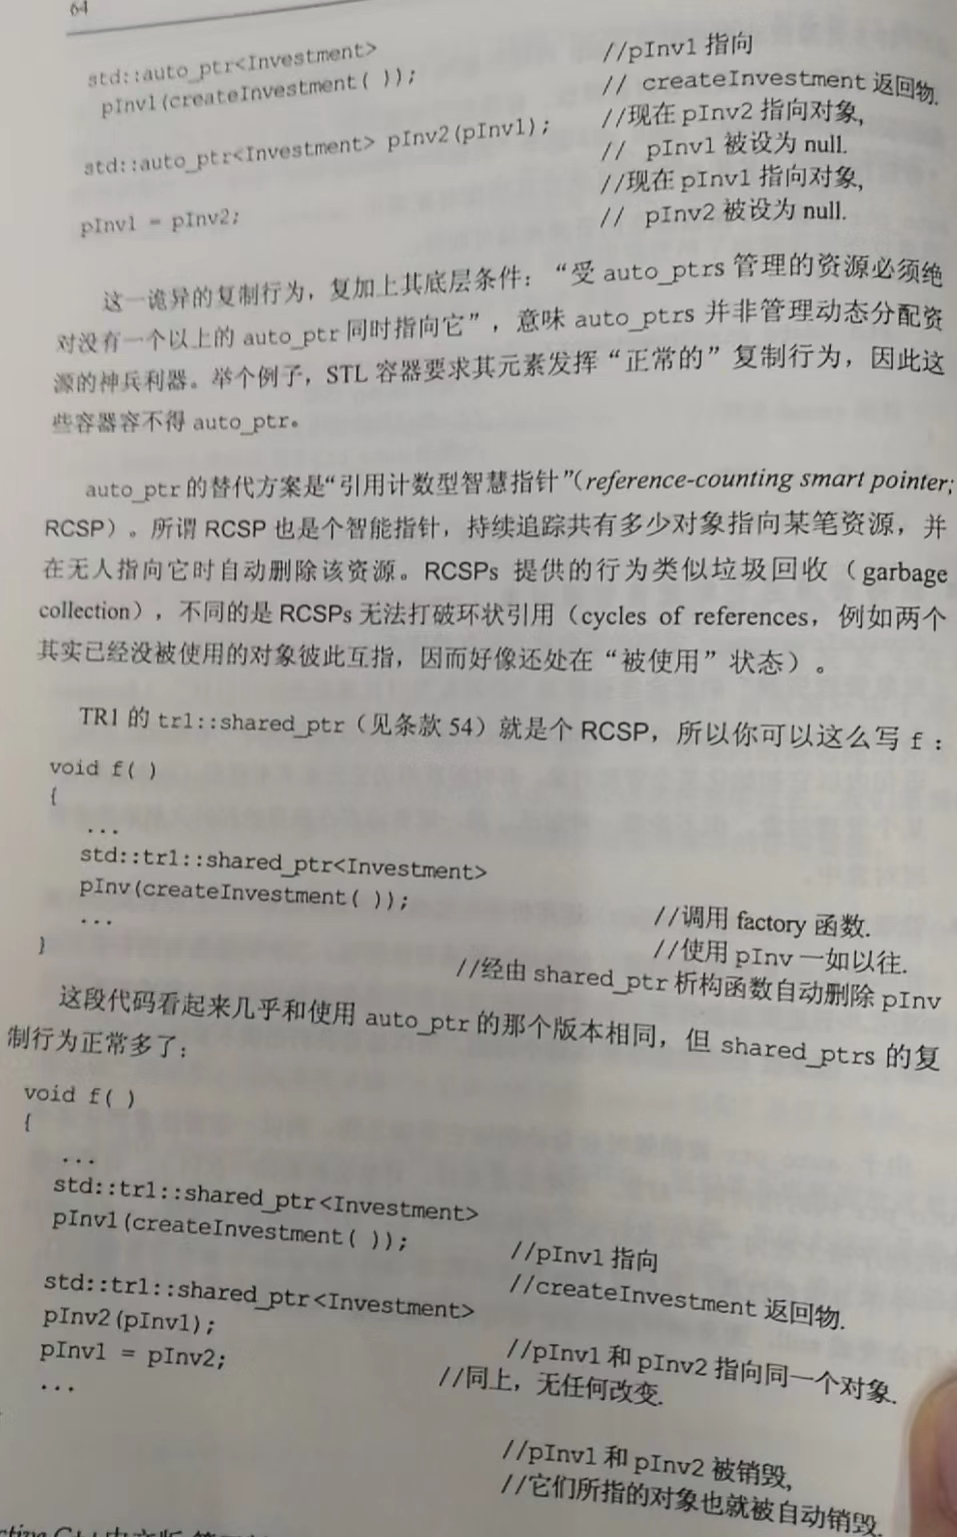 64
std::auto_ptr<Investment> //pInv1 指向
pInv1(createInvestment( )); // createInvestment 返回物.
//现在 pInv2 指向对象,
std::auto_ptr<Investment> pInv2(pInv1); // pInv1 被设为 null.
//现在 pInv1 指向对象,
pInv1 = pInv2; // pInv2 被设为 null.
这一诡异的复制行为，复加上其底层条件：“受 auto_ptrs 管理的资源必须绝
对没有一个以上的 auto_ptr 同时指向它”，意味 auto_ptrs 并非管理动态分配资
源的神兵利器。举个例子，STL 容器要求其元素发挥“正常的”复制行为，因此这
些容器容不得 auto_ptr。
auto_ptr 的替代方案是“引用计数型智慧指针”（reference-counting smart pointer;
RCSP）。所谓 RCSP 也是个智能指针，持续追踪共有多少对象指向某笔资源，并
在无人指向它时自动删除该资源。RCSPs 提供的行为类似垃圾回收（garbage
collection），不同的是 RCSPs 无法打破环状引用（cycles of references，例如两个
其实已经没被使用的对象彼此互指，因而好像还处在“被使用”状态）。
TR1 的 tr1::shared_ptr（见条款 54）就是个 RCSP，所以你可以这么写 f：
void f( )
{
...
std::tr1::shared_ptr<Investment>
pInv(createInvestment( )); //调用 factory 函数.
... //使用 pInv 一如以往.
} //经由 shared_ptr 析构函数自动删除 pInv
这段代码看起来几乎和使用 auto_ptr 的那个版本相同，但 shared_ptrs 的复
制行为正常多了：
void f( )
{
...
std::tr1::shared_ptr<Investment>
pInv1(createInvestment( )); //pInv1 指向
//createInvestment 返回物.
std::tr1::shared_ptr<Investment>
pInv2(pInv1); //pInv1 和 pInv2 指向同一个对象.
pInv1 = pInv2; //同上，无任何改变.
...
//pInv1 和 pInv2 被销毁,
//它们所指的对象也就被自动销毁.
C++ 中文版